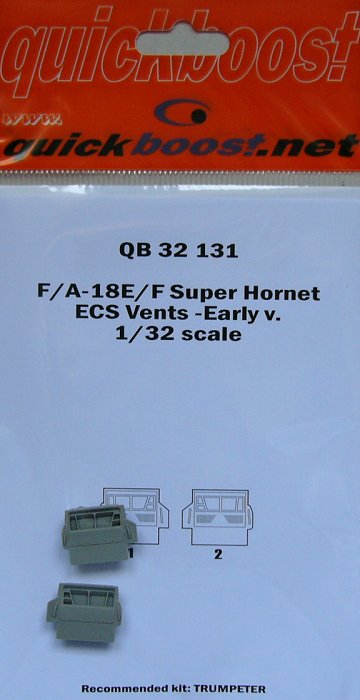 quickboost
www.
quickboost.net
QB 32 131
F/A-18E/F Super Hornet
ECS Vents -Early v.
1/32 scale
1 2
Recommended kit: TRUMPETER